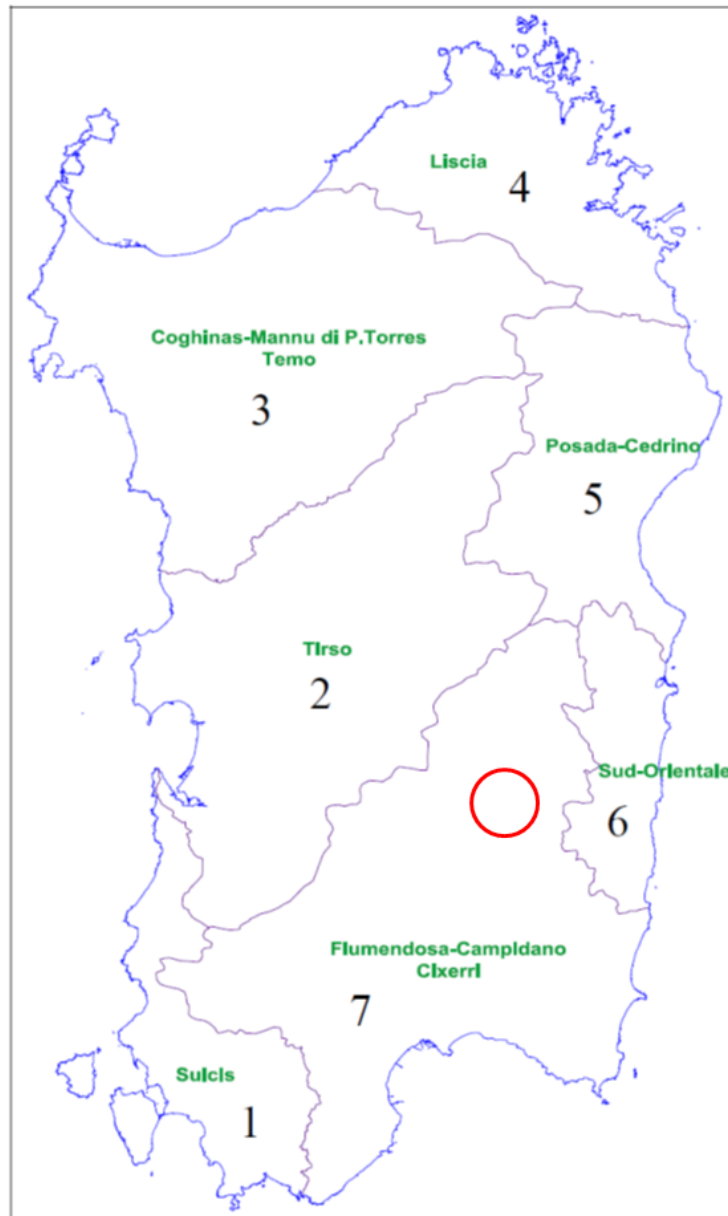 Liscia
4
Coghinas-Mannu di P.Torres
Temo
3
Posada-Cedrino
5
TIrso
2
Sud-OrIentale
6
Flumendosa-CampIdano
CIxerrI
7
SulcIs
1